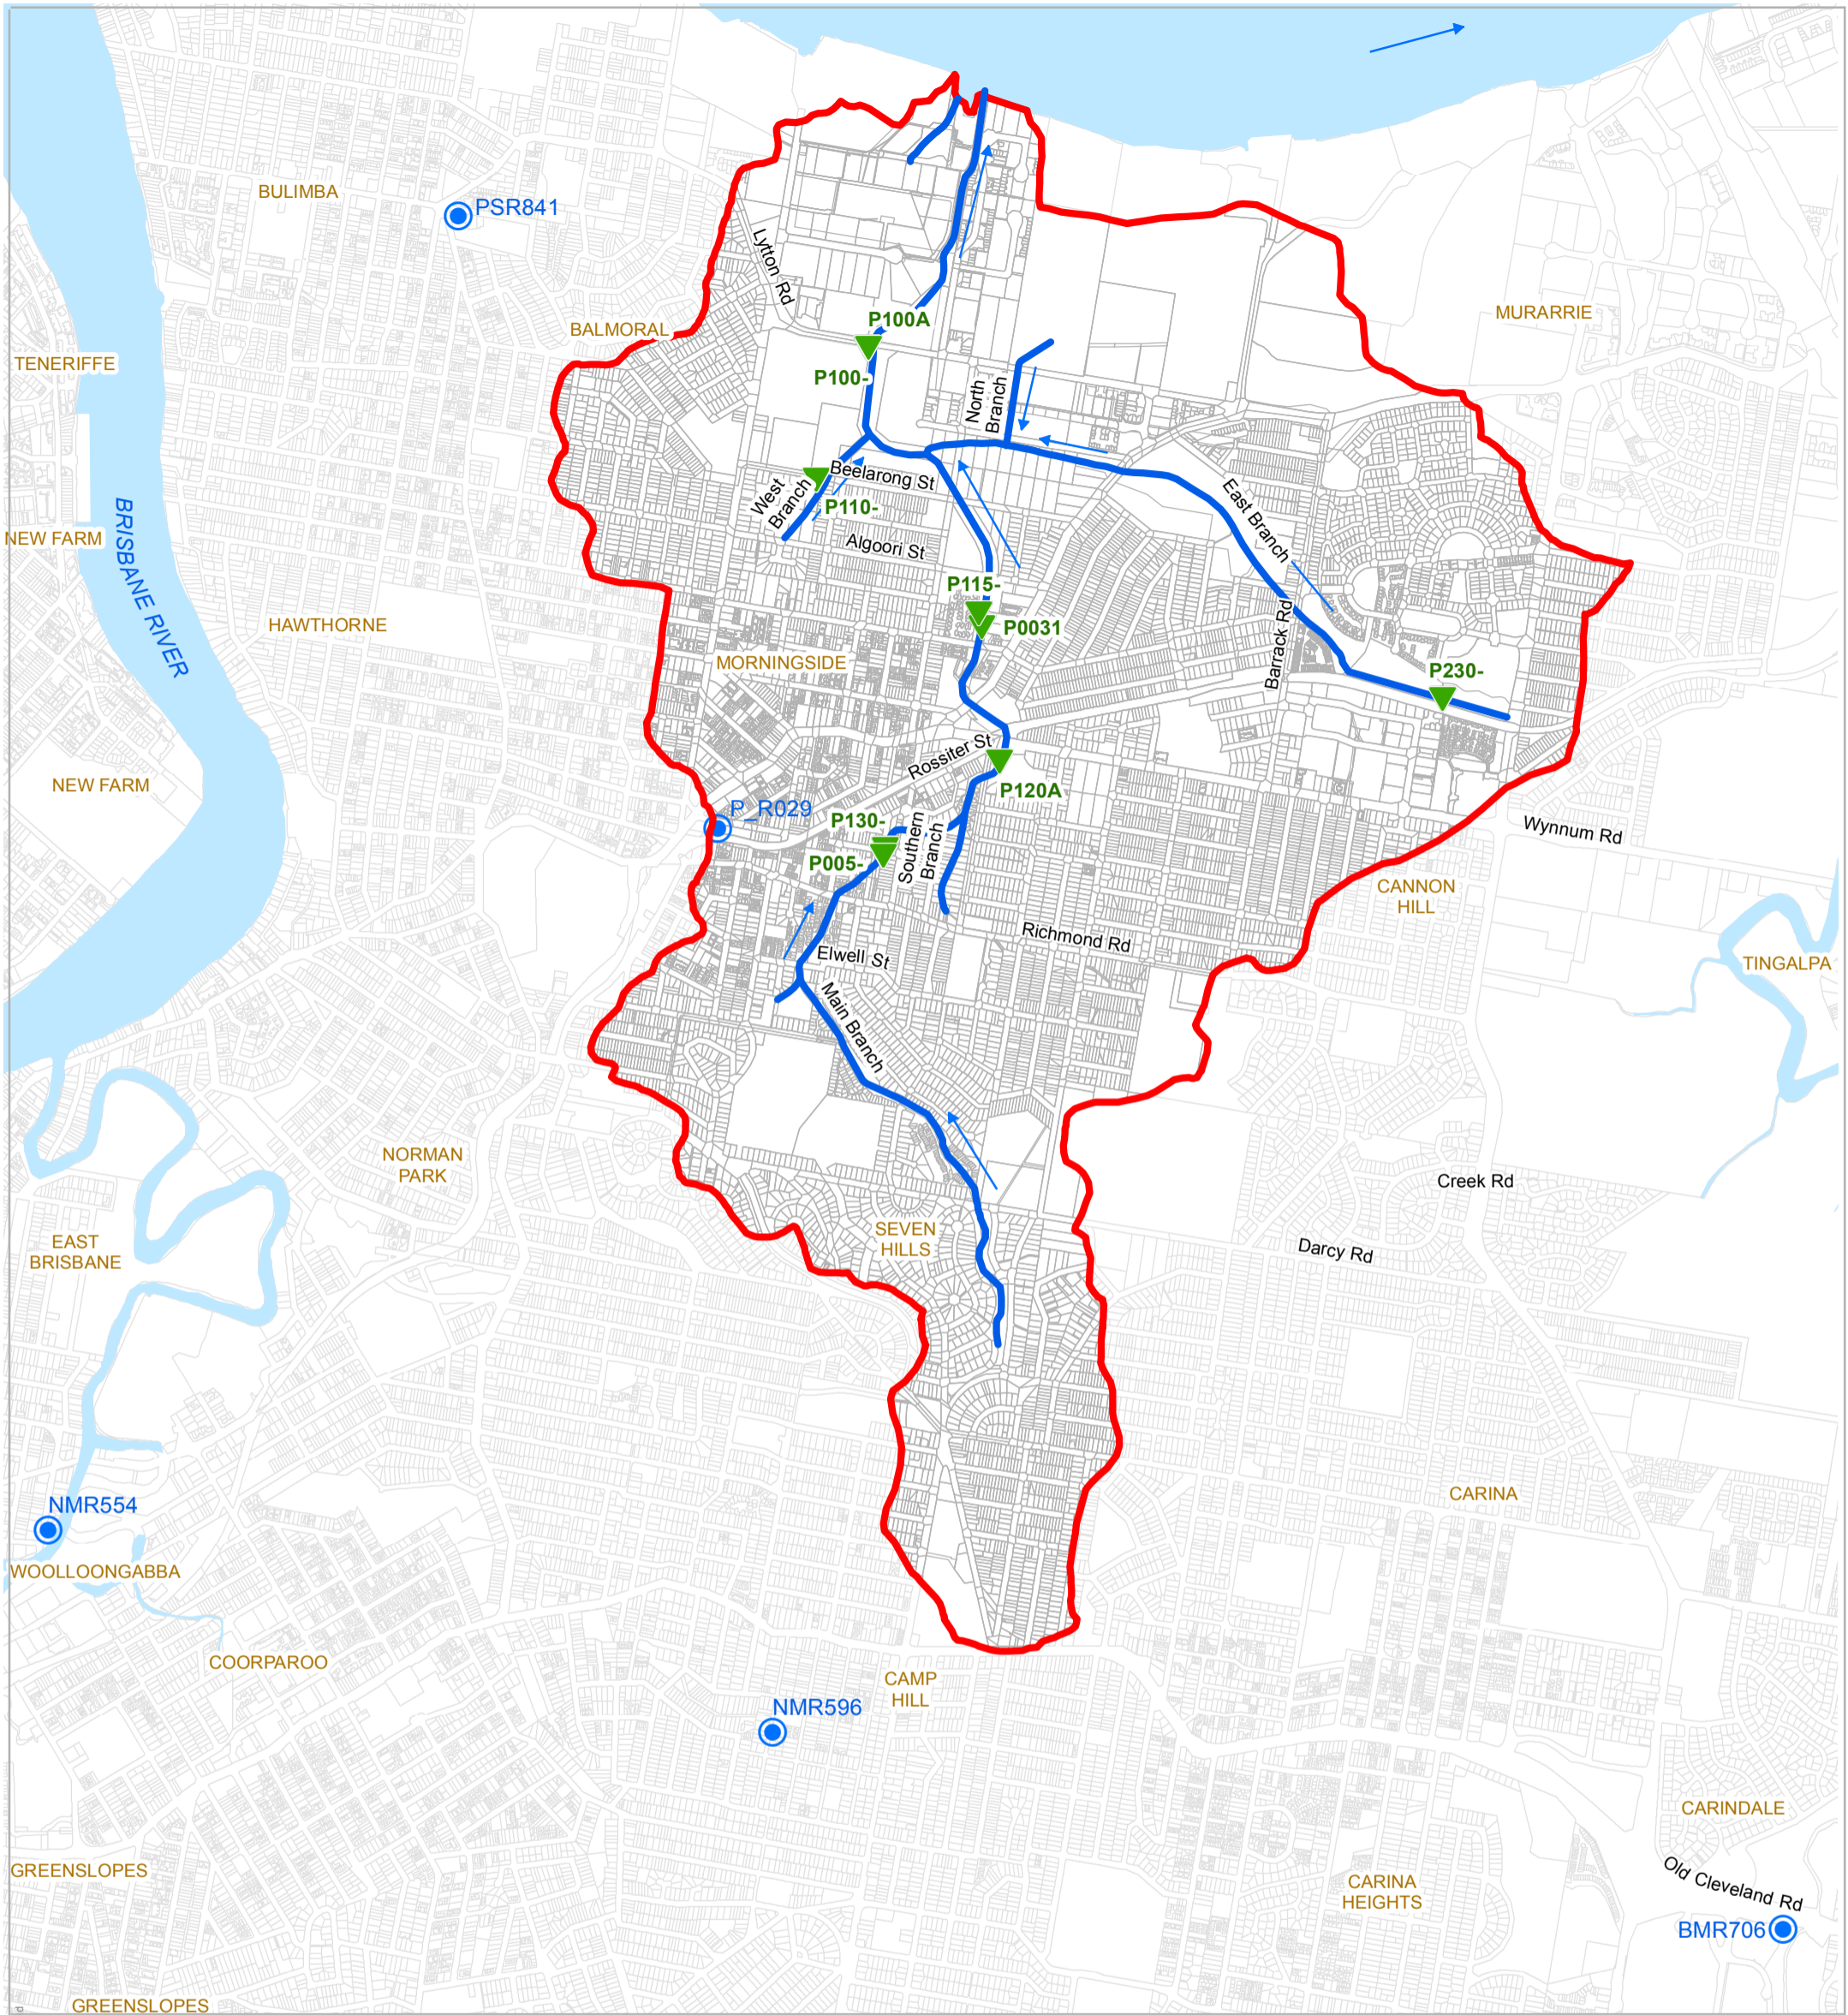 BULIMBA
PSR841
Lytton Rd
MURARRIE
P100A
BALMORAL
TENERIFFE
P100-
North
Branch
West
Branch
Beelarong St
P110-
East Branch
NEW FARM
BRISBANE RIVER
Algoori St
P115-
P0031
HAWTHORNE
MORNINGSIDE
Barrack Rd
P230-
Rossiter St
NEW FARM
P120A
P_R029
P130-
Southern
Branch
P005-
Wynnum Rd
CANNON
HILL
Richmond Rd
Elwell St
TINGALPA
Main Branch
NORMAN
PARK
Creek Rd
SEVEN
HILLS
EAST
BRISBANE
Darcy Rd
CARINA
NMR554
WOOLLOONGABBA
COORPAROO
CAMP
HILL
NMR596
CARINDALE
GREENSLOPES
CARINA
HEIGHTS
Old Cleveland Rd
BMR706
GREENSLOPES